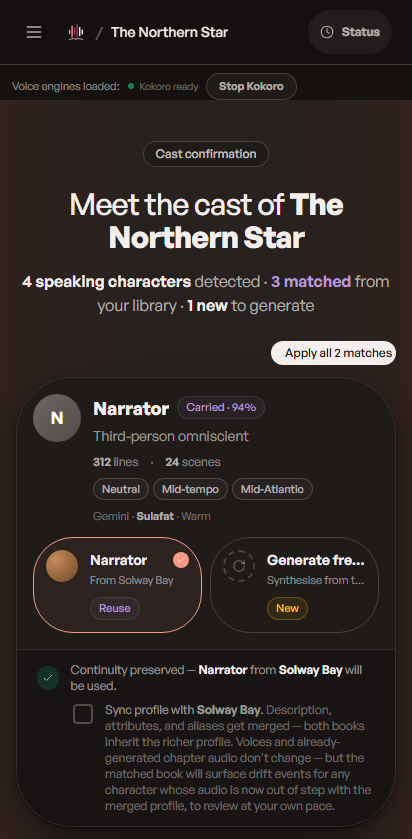 / The Northern Star
Status
Voice engines loaded: Kokoro ready Stop Kokoro
Cast confirmation
Meet the cast of The
Northern Star
4 speaking characters detected · 3 matched from
your library · 1 new to generate
Apply all 2 matches
N
Narrator Carried · 94%
Third-person omniscient
312 lines · 24 scenes
Neutral Mid-tempo Mid-Atlantic
Gemini · Sulafat · Warm
Narrator
From Solway Bay
Reuse
Generate fre...
Synthesise from t...
New
Continuity preserved — Narrator from Solway Bay will
be used.
Sync profile with Solway Bay. Description,
attributes, and aliases get merged — both books
inherit the richer profile. Voices and already-
generated chapter audio don't change — but the
matched book will surface drift events for any
character whose audio is now out of step with the
merged profile, to review at your own pace.